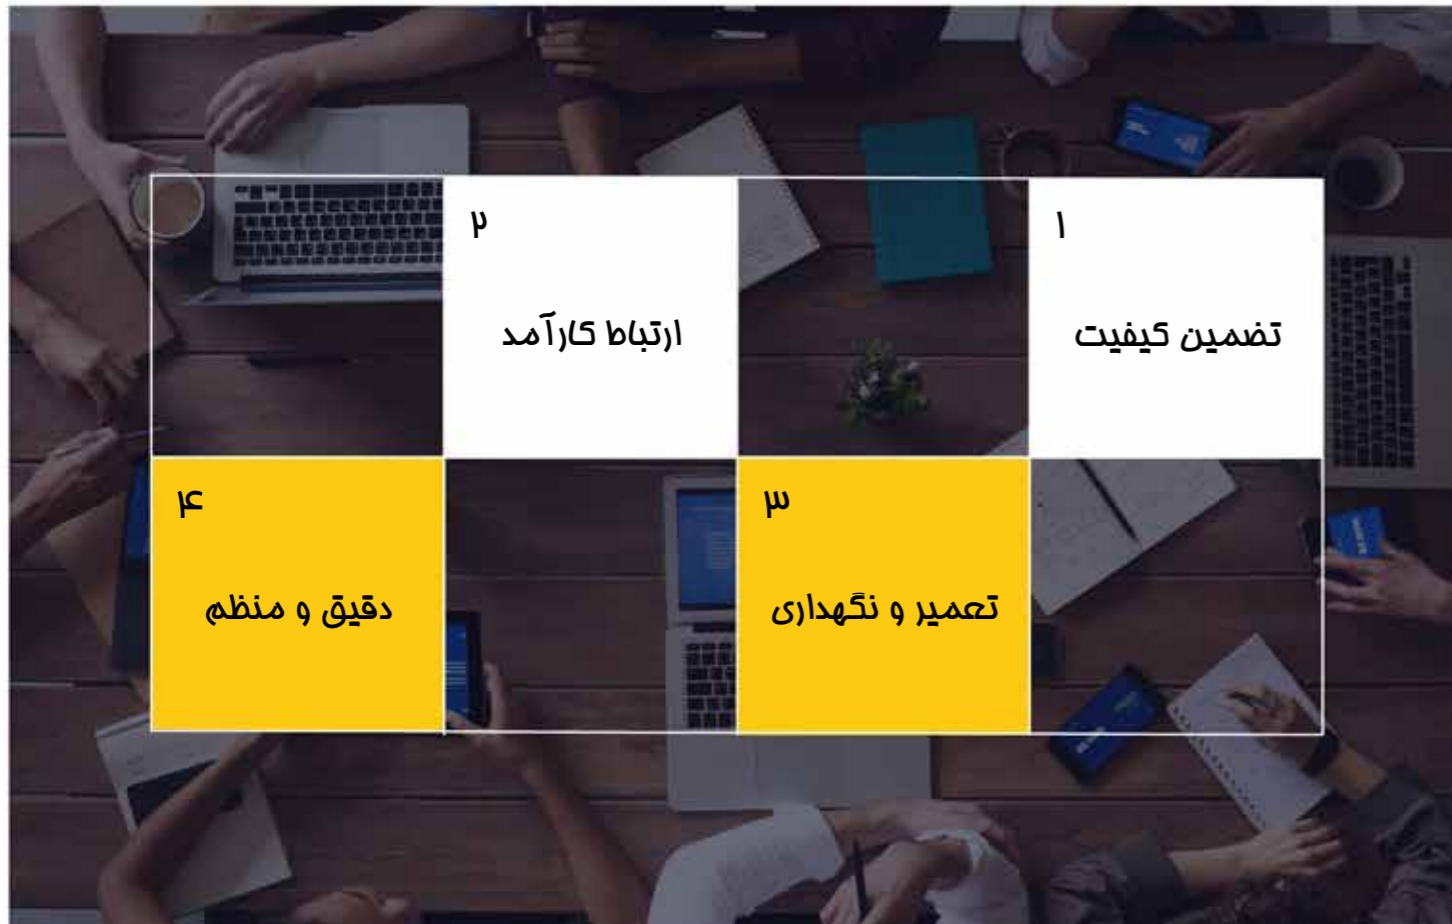 ۱
تضمین کیفیت
۲
ارتباط کارآمد
۳
تعمیر و نگهداری
۴
دقیق و منظم